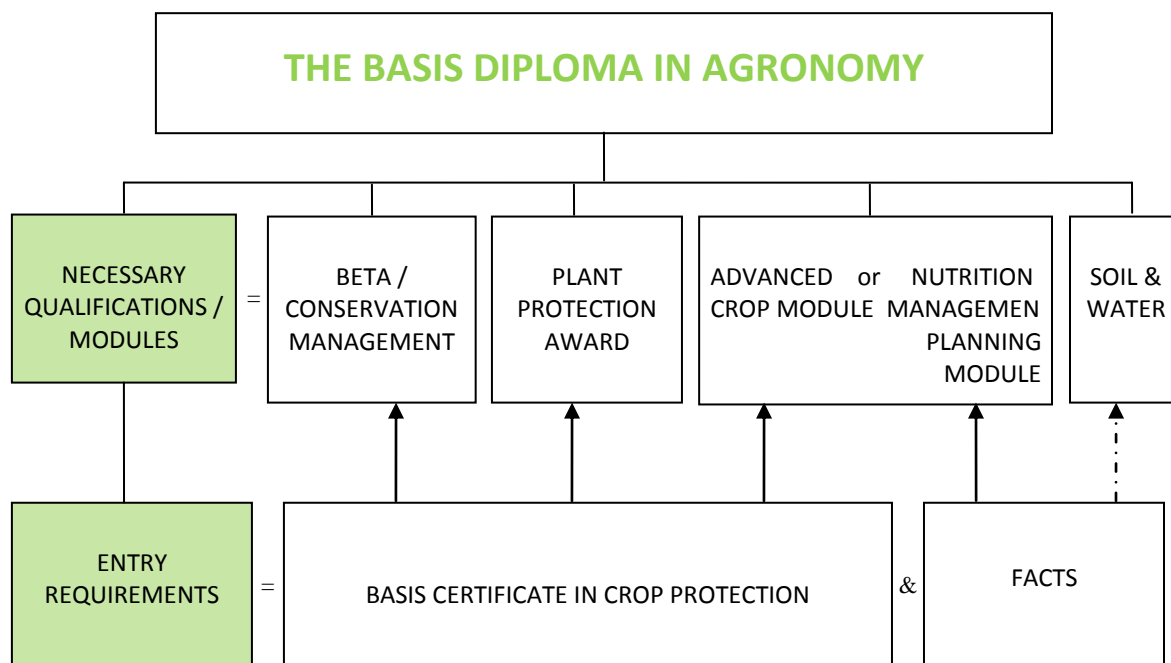 THE BASIS DIPLOMA IN AGRONOMY
NECESSARY
QUALIFICATIONS /
MODULES
=
BETA /
CONSERVATION
MANAGEMENT
PLANT
PROTECTION
AWARD
ADVANCED or NUTRITION
CROP MODULE MANAGEMEN
PLANNING
MODULE
SOIL &
WATER
ENTRY
REQUIREMENTS
=
BASIS CERTIFICATE IN CROP PROTECTION
&
FACTS